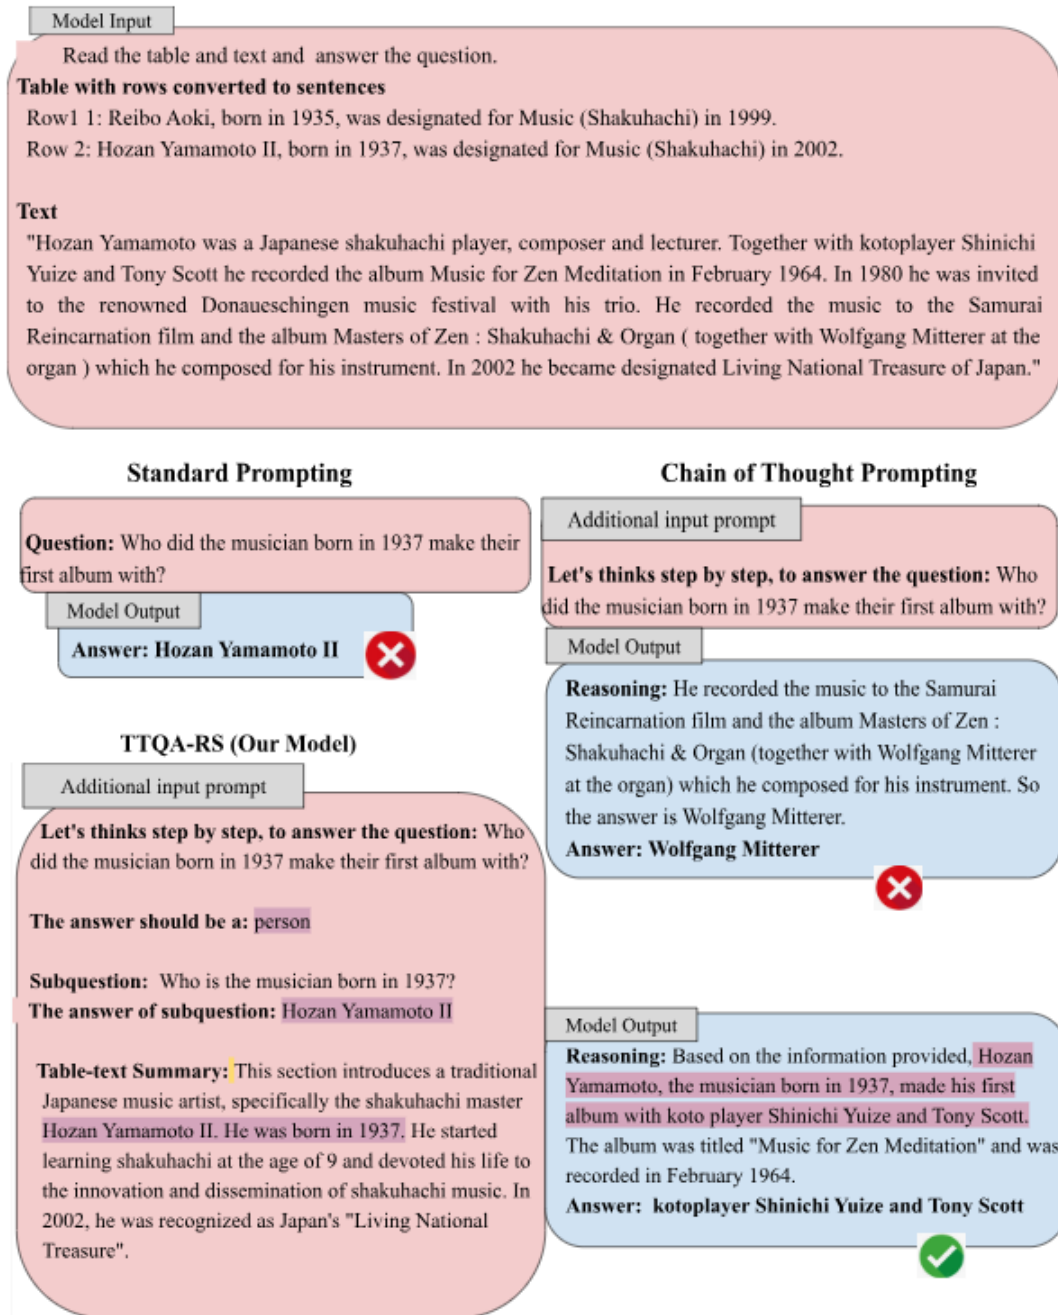 Model Input
Read the table and text and  answer the question.
Table with rows converted to sentences
Row1 1: Reibo Aoki, born in 1935, was designated for Music (Shakuhachi) in 1999.
Row 2: Hozan Yamamoto II, born in 1937, was designated for Music (Shakuhachi) in 2002.
Text
"Hozan Yamamoto was a Japanese shakuhachi player, composer and lecturer. Together with kotoplayer Shinichi
Yuize and Tony Scott he recorded the album Music for Zen Meditation in February 1964. In 1980 he was invited
to the renowned Donaueschingen music festival with his trio. He recorded the music to the Samurai
Reincarnation film and the album Masters of Zen : Shakuhachi & Organ ( together with Wolfgang Mitterer at the
organ ) which he composed for his instrument. In 2002 he became designated Living National Treasure of Japan."
Standard Prompting
Question: Who did the musician born in 1937 make their
first album with?
Model Output
Answer: Hozan Yamamoto II
Chain of Thought Prompting
Additional input prompt
Let's thinks step by step, to answer the question: Who
did the musician born in 1937 make their first album with?
Model Output
Reasoning: He recorded the music to the Samurai
Reincarnation film and the album Masters of Zen :
Shakuhachi & Organ (together with Wolfgang Mitterer
at the organ) which he composed for his instrument. So
the answer is Wolfgang Mitterer.
Answer: Wolfgang Mitterer
TTQA-RS (Our Model)
Additional input prompt
Let's thinks step by step, to answer the question: Who
did the musician born in 1937 make their first album with?
The answer should be a: person
Subquestion:  Who is the musician born in 1937?
The answer of subquestion: Hozan Yamamoto II
Table-text Summary: This section introduces a traditional
Japanese music artist, specifically the shakuhachi master
Hozan Yamamoto II. He was born in 1937. He started
learning shakuhachi at the age of 9 and devoted his life to
the innovation and dissemination of shakuhachi music. In
2002, he was recognized as Japan's "Living National
Treasure".
Model Output
Reasoning: Based on the information provided, Hozan
Yamamoto, the musician born in 1937, made his first
album with koto player Shinichi Yuize and Tony Scott.
The album was titled "Music for Zen Meditation" and was
recorded in February 1964.
Answer:  kotoplayer Shinichi Yuize and Tony Scott